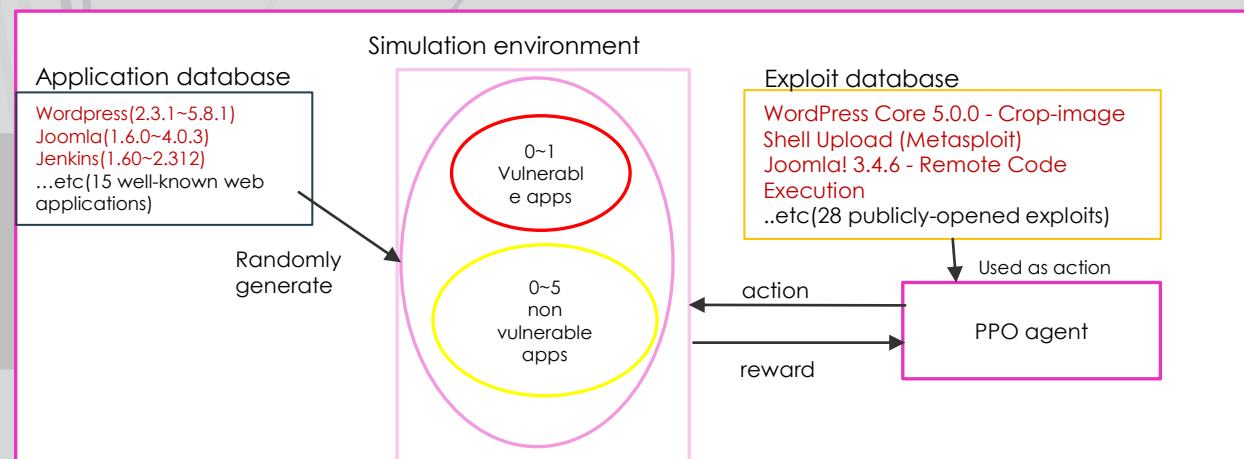 Simulation environment
Application database
Wordpress(2.3.1~5.8.1)
Joomla(1.6.0~4.0.3)
Jenkins(1.60~2.312)
...etc(15 well-known web
applications)
Randomly
generate
0~1
Vulnerabl
e apps
0~5
non
vulnerable
apps
Exploit database
WordPress Core 5.0.0 - Crop-image
Shell Upload (Metasploit)
Joomla! 3.4.6 - Remote Code
Execution
..etc(28 publicly-opened exploits)
Used as action
action
reward
PPO agent